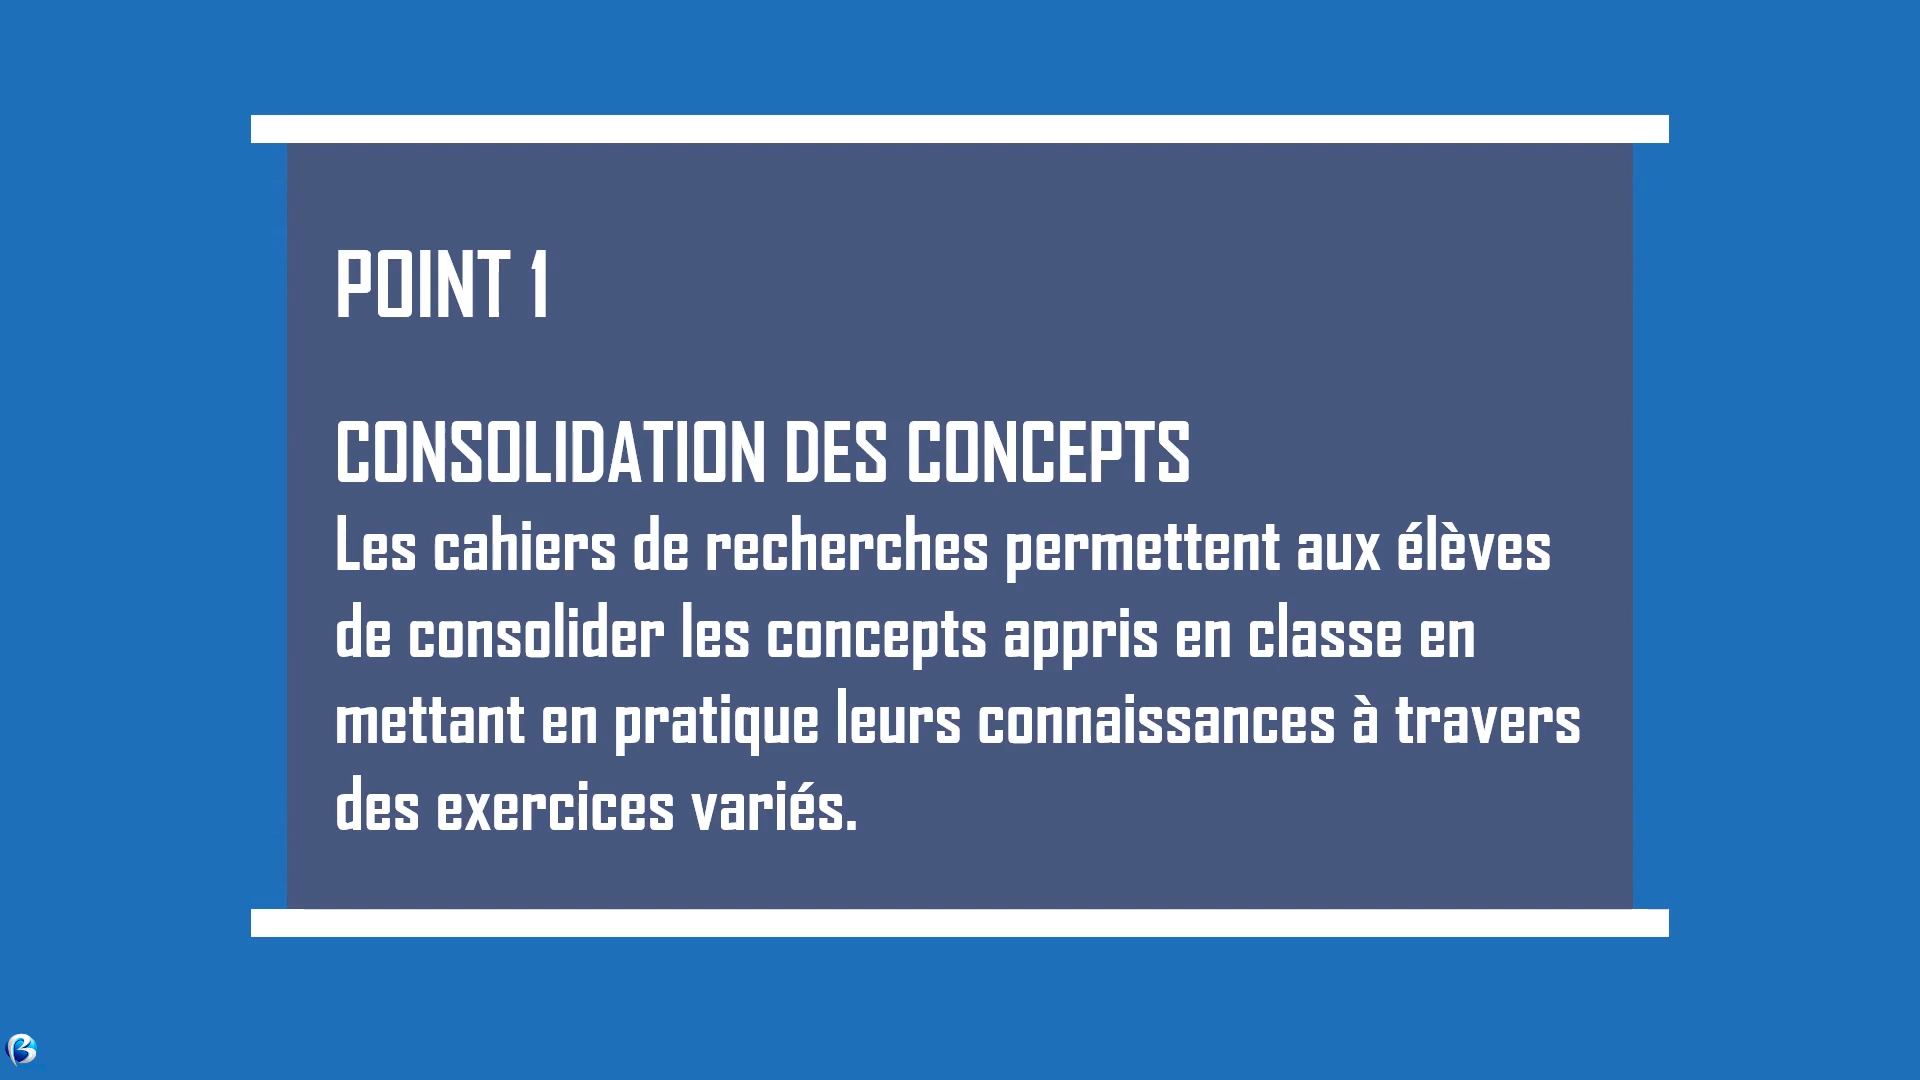 POINT 1
CONSOLIDATION DES CONCEPTS
Les cahiers de recherches permettent aux élèves
de consolider les concepts appris en classe en
mettant en pratique leurs connaissances à travers
des exercices variés.